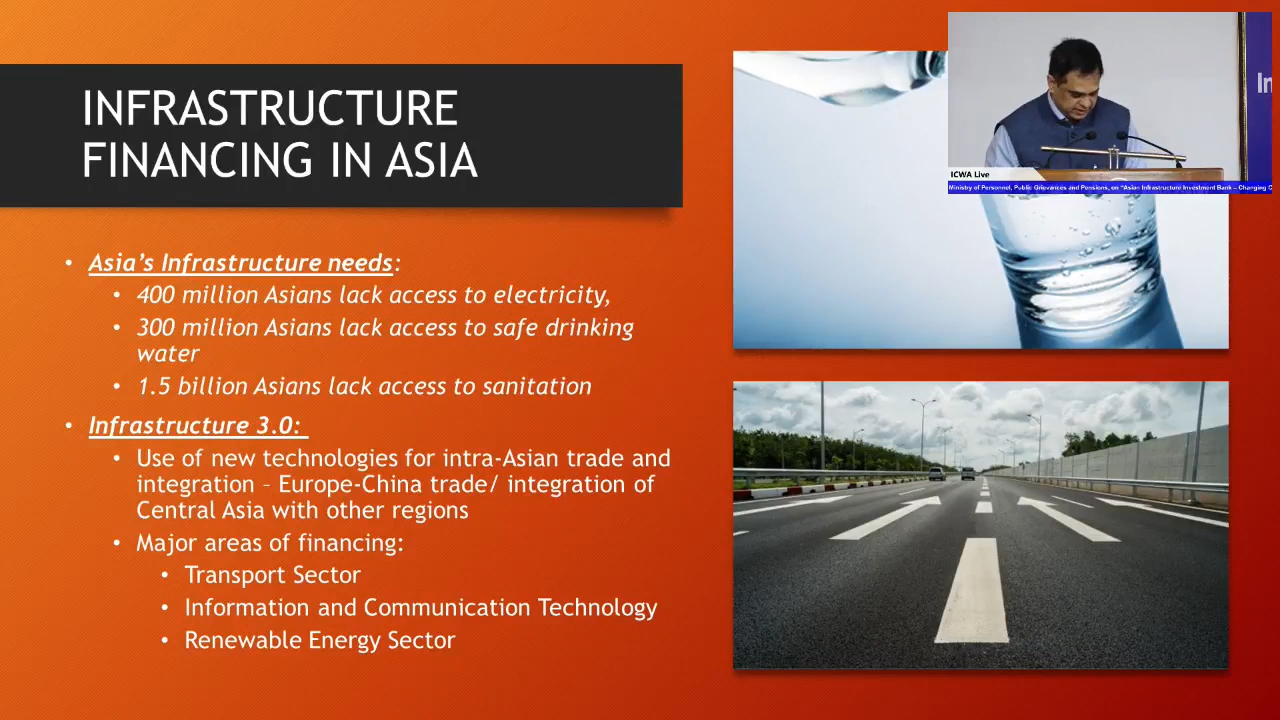 INFRASTRUCTURE
FINANCING IN ASIA
• Asia's Infrastructure needs:
• 400 million Asians lack access to electricity,
• 300 million Asians lack access to safe drinking
water
• 1.5 billion Asians lack access to sanitation
• Infrastructure 3.0:
• Use of new technologies for intra-Asian trade and
integration – Europe-China trade/ integration of
Central Asia with other regions
• Major areas of financing:
• Transport Sector
• Information and Communication Technology
• Renewable Energy Sector
In
ICWA Live
Ministry of Personnel, Public Grievances and Pensions, on "Asian Infrastructure Investment Bank – Changing